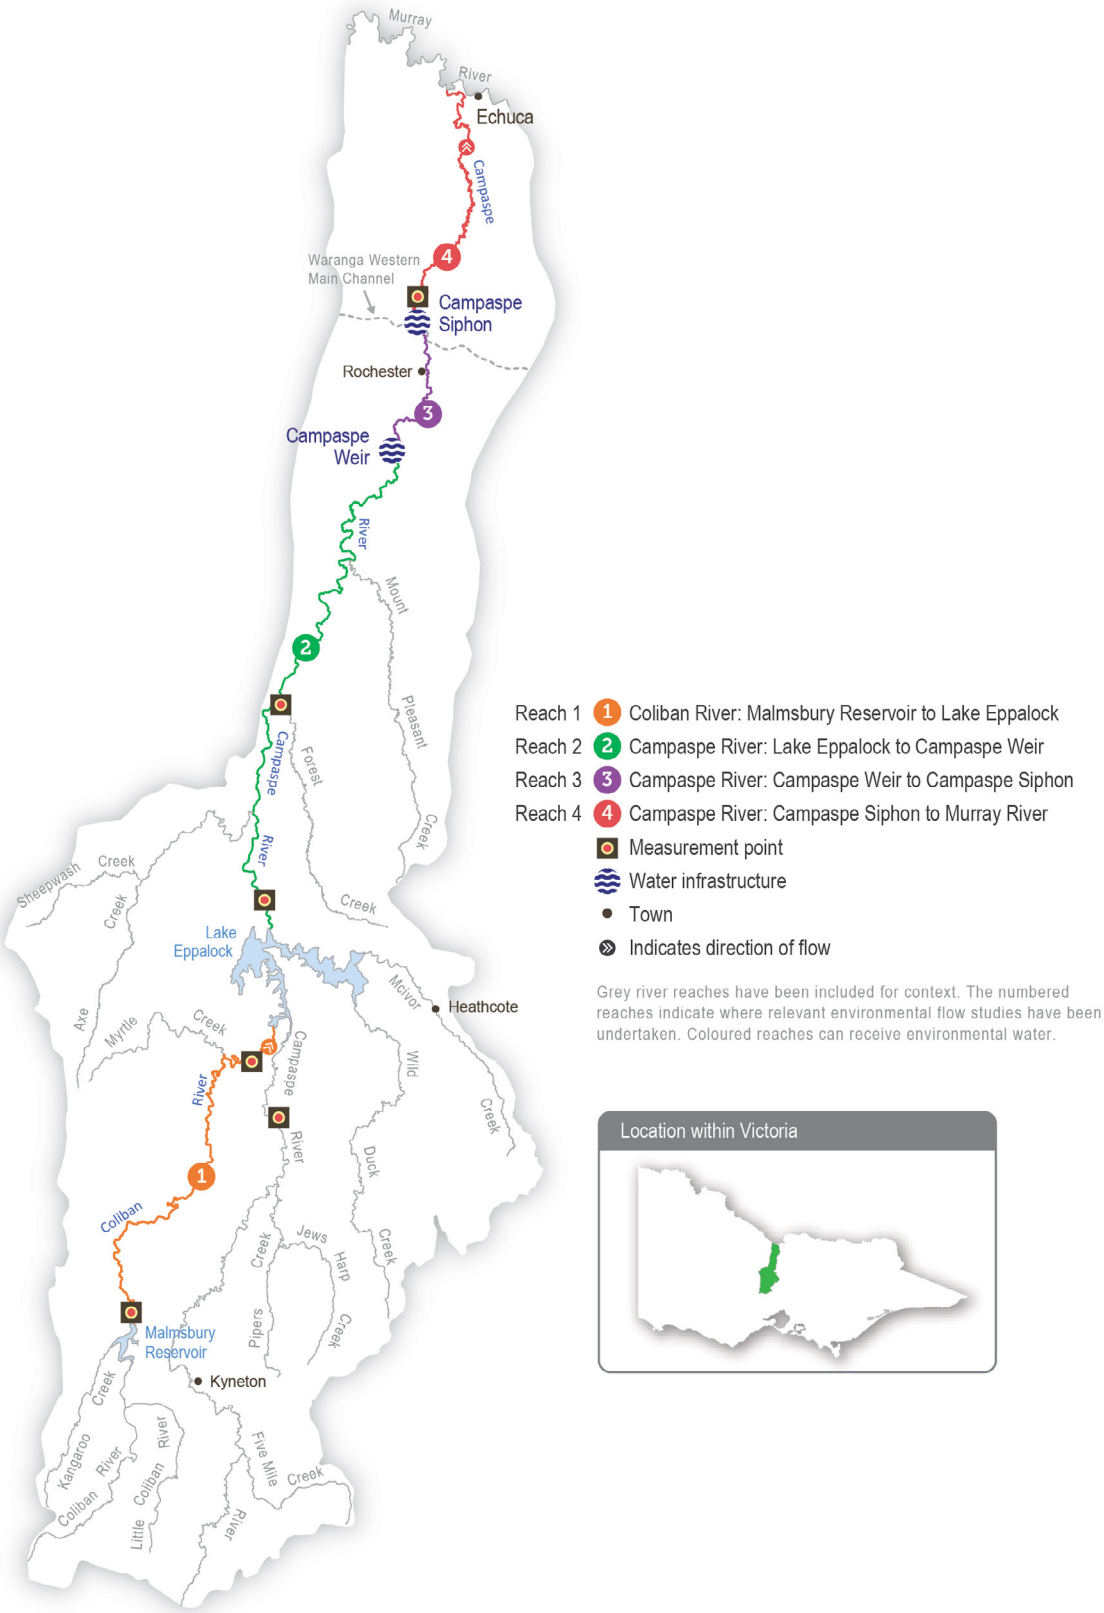 Murray
River
Echuca
Campaspe
4
Waranga Western
Main Channel
Campaspe
Siphon
Rochester
3
Campaspe
Weir
River
Mount
Pleasant
Creek
2
Campaspe
River
Forest
Creek
Sheepwash
Creek
Creek
Axe
Lake
Eppalock
Myrtle
Creek
McIvor
Creek
Heathcote
Wild
Duck
Creek
Campaspe
River
River
1
Coliban
Creek
Pipers
Jews
Harp
Creek
Malmsbury
Reservoir
Kyneton
Kangaroo
Creek
Coliban
River
Little
Coliban
River
Five Mile
Creek
River
Reach 1 1 Coliban River: Malmsbury Reservoir to Lake Eppalock
Reach 2 2 Campaspe River: Lake Eppalock to Campaspe Weir
Reach 3 3 Campaspe River: Campaspe Weir to Campaspe Siphon
Reach 4 4 Campaspe River: Campaspe Siphon to Murray River
Measurement point
Water infrastructure
Town
Indicates direction of flow
Grey river reaches have been included for context. The numbered
reaches indicate where relevant environmental flow studies have been
undertaken. Coloured reaches can receive environmental water.
Location within Victoria